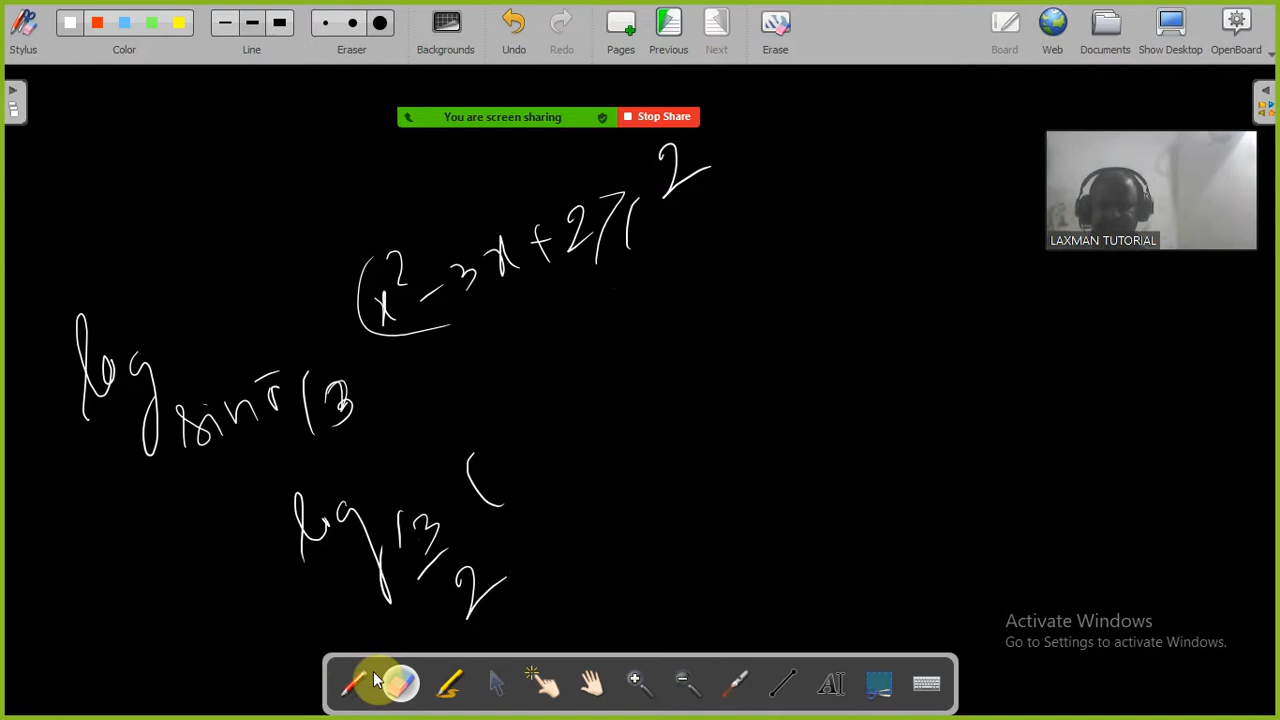 Stylus Color Line Eraser Backgrounds Undo Redo Pages Previous Next Erase Board Web Documents Show Desktop OpenBoard
You are screen sharing Stop Share
LAXMAN TUTORIAL
log sin π/3 (x² - 3x + 2) ≥ 2
log √3/2 (
Activate Windows
Go to Settings to activate Windows.
AI